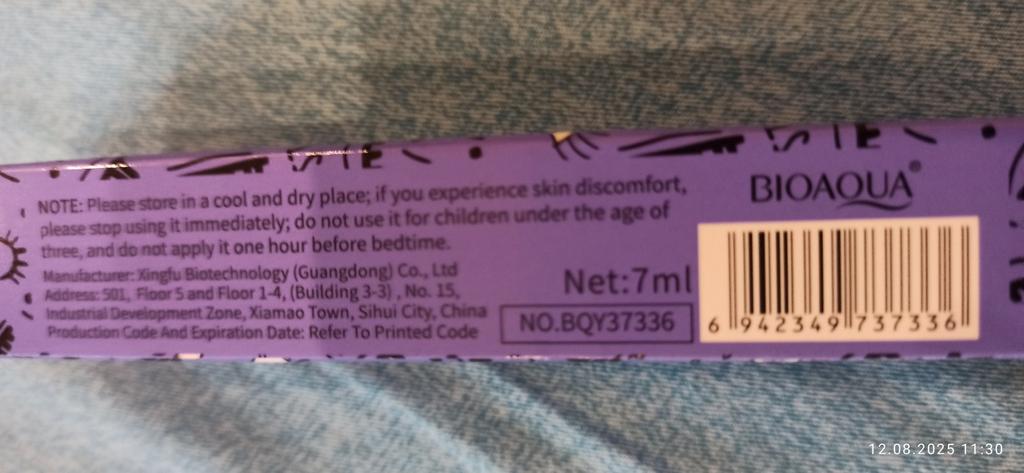 NOTE: Please store in a cool and dry place; if you experience skin discomfort,
please stop using it immediately; do not use it for children under the age of
three, and do not apply it one hour before bedtime.
Manufacturer: Xingfu Biotechnology (Guangdong) Co., Ltd
Address: 501, Floor 5 and Floor 1-4, (Building 3-3) , No. 15,
Industrial Development Zone, Xiamao Town, Sihui City, China
Production Code And Expiration Date: Refer To Printed Code
Net:7ml
NO.BQY37336
BIOAQUA®
6 942349 737336
12.08.2025 11:30